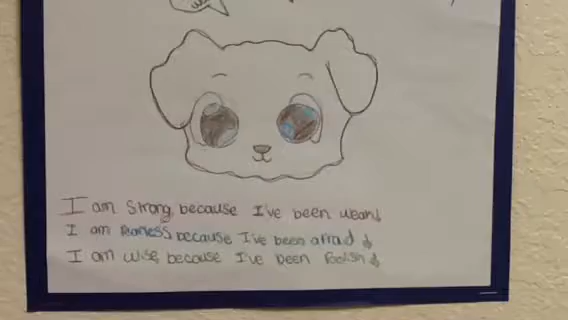 I am Strong, because I've been weak!
I am fearless, because I've been afraid!
I am wise, because I've been foolish!